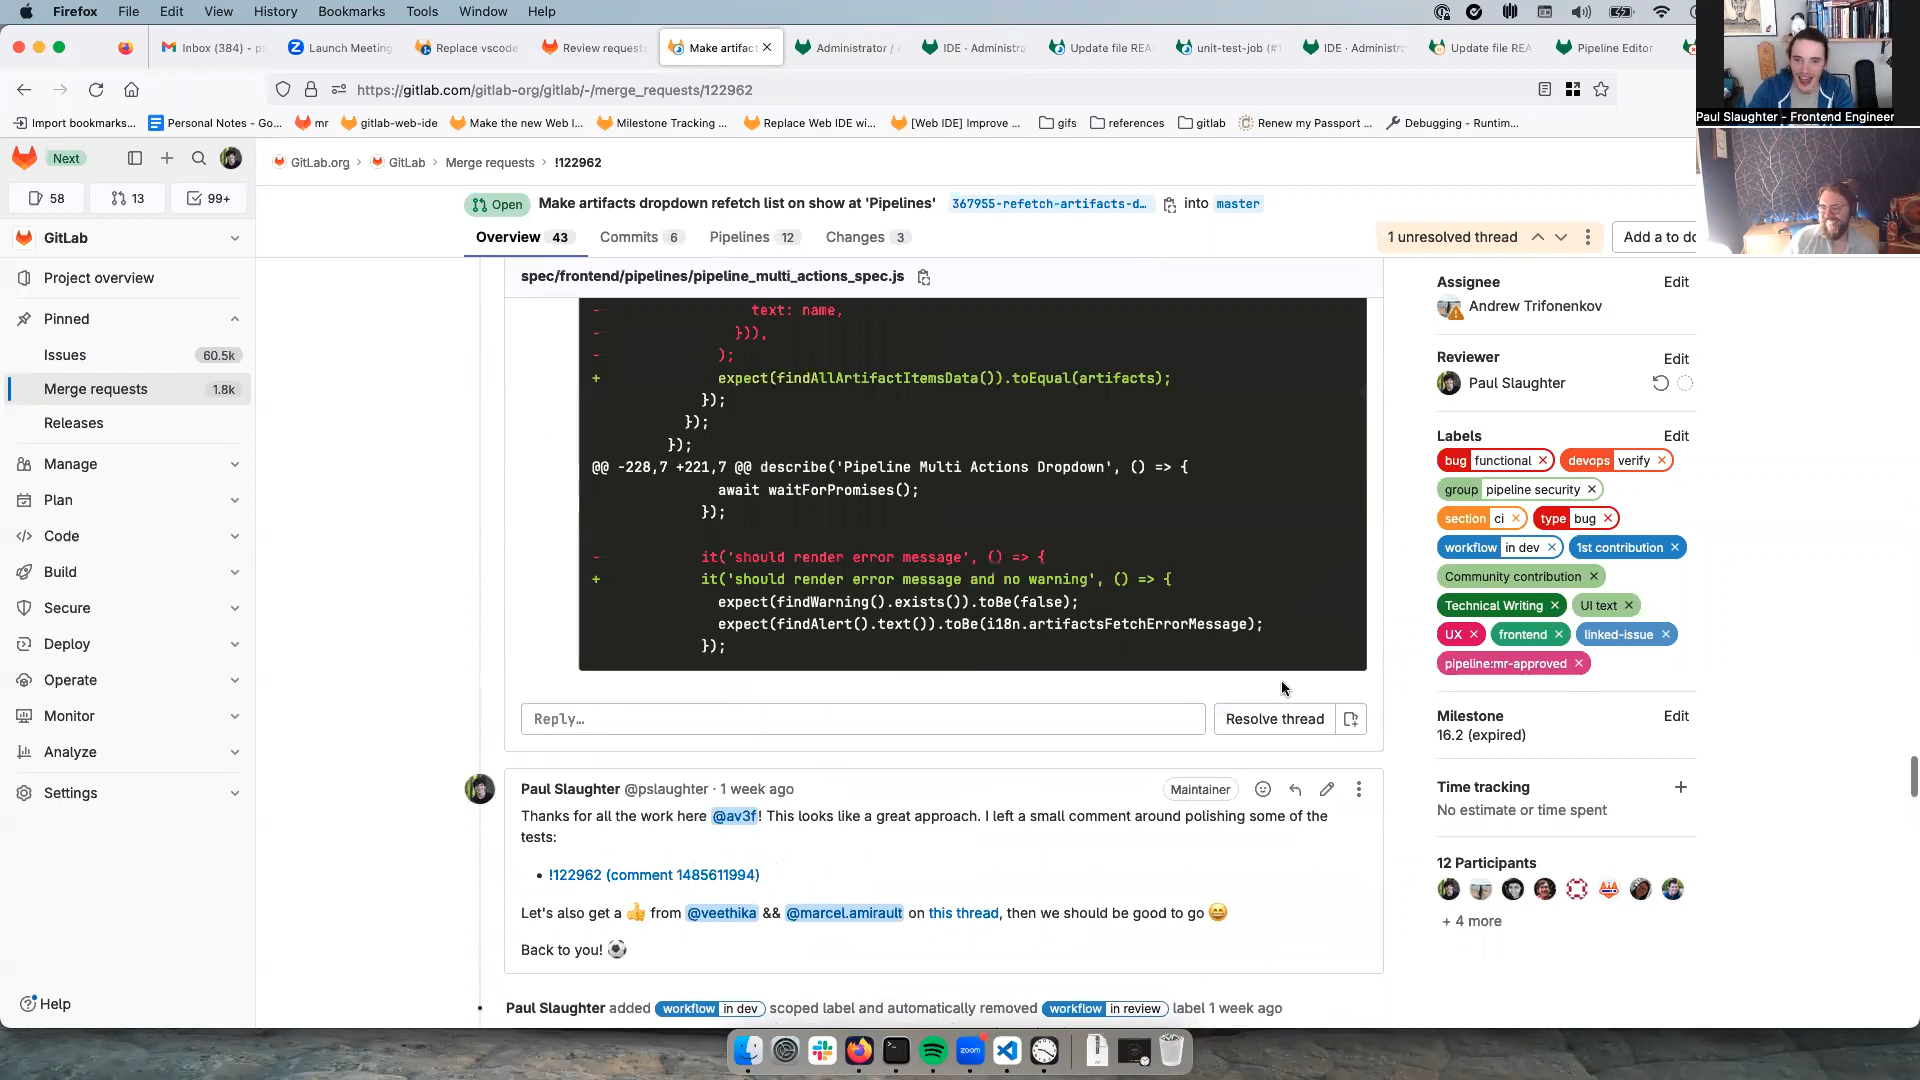 Firefox File Edit View History Bookmarks Tools Window Help
Inbox (384) - p
Launch Meeting
Replace vscode
Review request
Make artifac
Administrator /
IDE - Administra
Update file REA
unit-test-job (#1
IDE - Administra
Update file REA
Pipeline Editor
https://gitlab.com/gitlab-org/gitlab/-/merge_requests/122962
Import bookmarks...
Personal Notes - Go...
mr
gitlab-web-ide
Make the new Web I...
Milestone Tracking ...
Replace Web IDE wi...
[Web IDE] Improve ...
gifs
references
gitlab
Renew my Passport ...
Debugging - Runtim...
Paul Slaughter - Frontend Engineer
Next
58
13
99+
GitLab
Project overview
Pinned
Issues 60.5k
Merge requests 1.8k
Releases
Manage
Plan
Code
Build
Secure
Deploy
Operate
Monitor
Analyze
Settings
Help
GitLab.org › GitLab › Merge requests › !122962
Open Make artifacts dropdown refetch list on show at 'Pipelines' 367955-refetch-artifacts-d… into master
Overview 43 Commits 6 Pipelines 12 Changes 3
1 unresolved thread
Add a to do
spec/frontend/pipelines/pipeline_multi_actions_spec.js
- text: name,
- })),
- );
+ expect(findAllArtifactItemsData()).toEqual(artifacts);
});
});
});
@@ -228,7 +221,7 @@ describe('Pipeline Multi Actions Dropdown', () => {
await waitForPromises();
});
- it('should render error message', () => {
+ it('should render error message and no warning', () => {
expect(findWarning().exists()).toBe(false);
expect(findAlert().text()).toBe(i18n.artifactsFetchErrorMessage);
});
Reply…
Resolve thread
Paul Slaughter @pslaughter · 1 week ago
Maintainer
Thanks for all the work here @av3f! This looks like a great approach. I left a small comment around polishing some of the
tests:
• !122962 (comment 1485611994)
Let's also get a 👍 from @veethika && @marcel.amirault on this thread, then we should be good to go 😄
Back to you! ⚽
Paul Slaughter added workflow in dev scoped label and automatically removed workflow in review label 1 week ago
Assignee Edit
Andrew Trifonenkov
Reviewer Edit
Paul Slaughter
Labels Edit
bug functional
devops verify
group pipeline security
section ci
type bug
workflow in dev
1st contribution
Community contribution
Technical Writing
UI text
UX
frontend
linked-issue
pipeline:mr-approved
Milestone Edit
16.2 (expired)
Time tracking
No estimate or time spent
12 Participants
+ 4 more
zoom